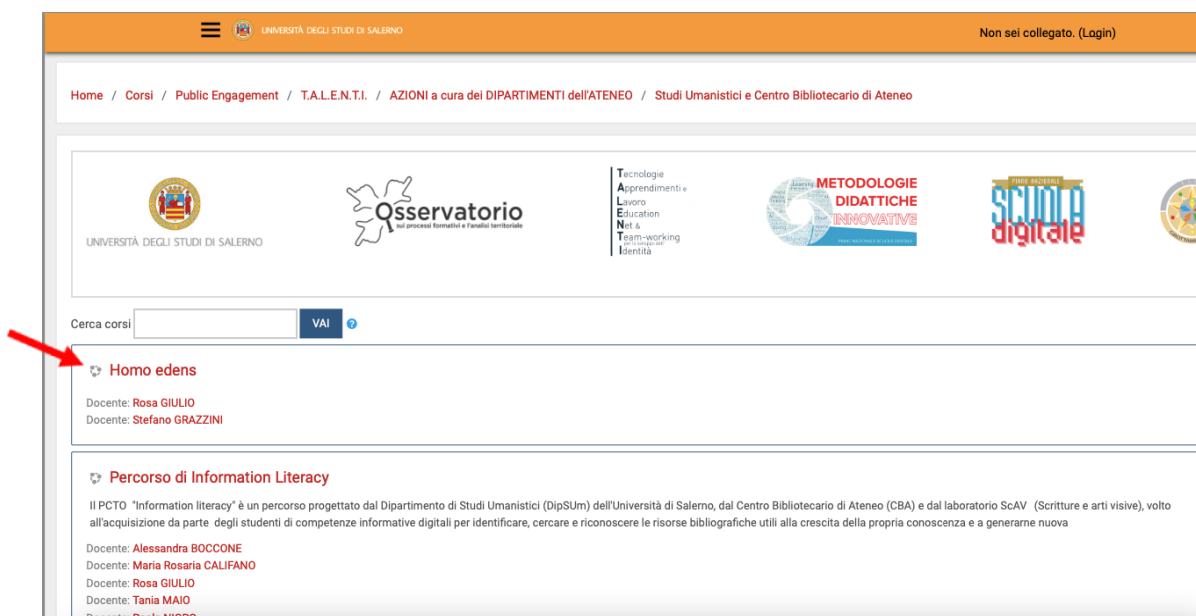 UNIVERSITÀ DEGLI STUDI DI SALERNO
Non sei collegato. (Login)
Home / Corsi / Public Engagement / T.A.L.E.N.T.I. / AZIONI a cura dei DIPARTIMENTI dell'ATENEO / Studi Umanistici e Centro Bibliotecario di Ateneo
UNIVERSITÀ DEGLI STUDI DI SALERNO
Osservatorio
sui processi formativi e l'analisi territoriale
Tecnologie
Apprendimenti e
Lavoro
Education
Net &
Team-working
per lo sviluppo dell'
Identità
METODOLOGIE
DIDATTICHE
INNOVATIVE
PIANO NAZIONALE
SCUOLA
digitale
Cerca corsi
VAI
?
Homo edens
Docente: Rosa GIULIO
Docente: Stefano GRAZZINI
Percorso di Information Literacy
Il PCTO "Information literacy" è un percorso progettato dal Dipartimento di Studi Umanistici (DipSUm) dell'Università di Salerno, dal Centro Bibliotecario di Ateneo (CBA) e dal laboratorio ScAV (Scritture e arti visive), volto
all'acquisizione da parte degli studenti di competenze informative digitali per identificare, cercare e riconoscere le risorse bibliografiche utili alla crescita della propria conoscenza e a generarne nuova
Docente: Alessandra BOCCONE
Docente: Maria Rosaria CALIFANO
Docente: Rosa GIULIO
Docente: Tania MAIO